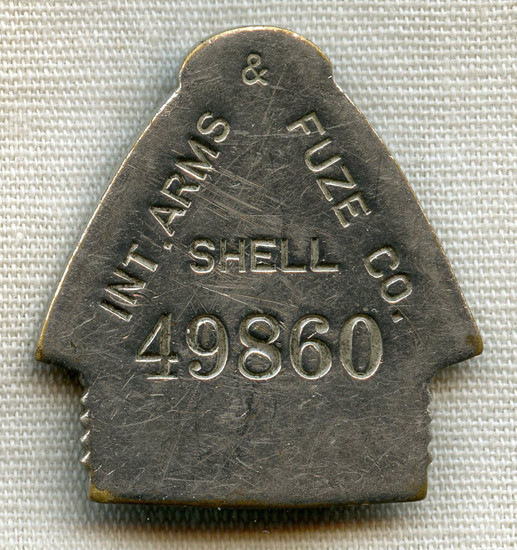 INT. ARMS & FUZE CO.
SHELL
49860